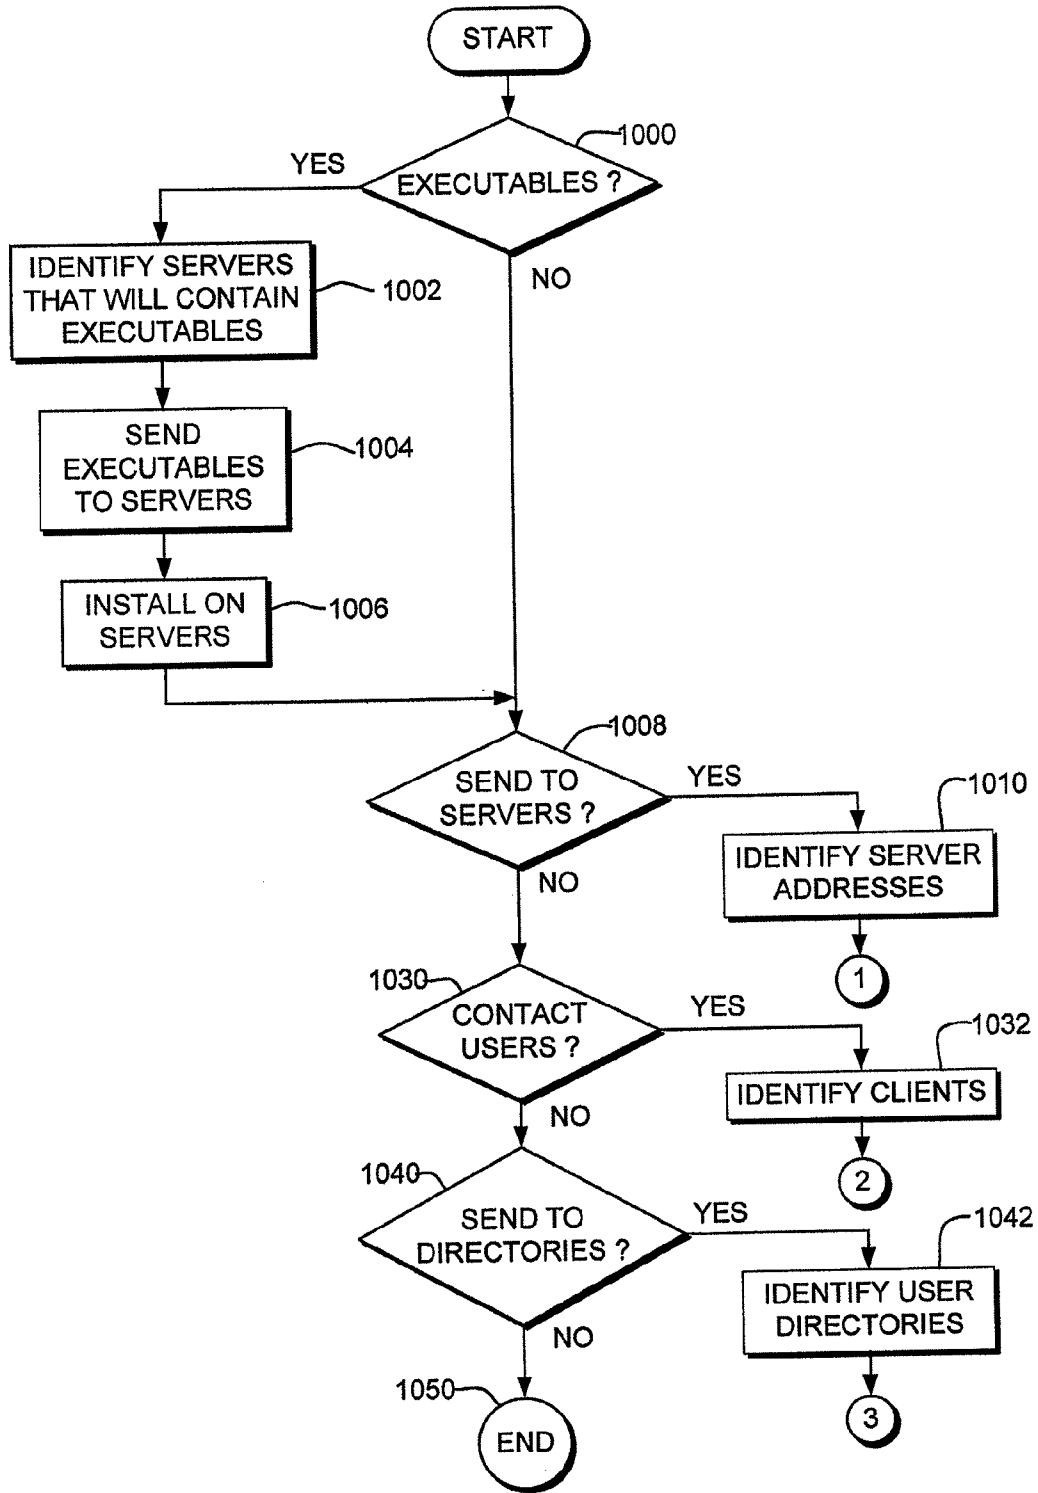 START
1000
YES
EXECUTABLES ?
NO
IDENTIFY SERVERS
THAT WILL CONTAIN
EXECUTABLES
1002
SEND
EXECUTABLES
TO SERVERS
1004
INSTALL ON
SERVERS
1006
1008
SEND TO
SERVERS ?
YES
1010
IDENTIFY SERVER
ADDRESSES
NO
1
1030
CONTACT
USERS ?
YES
1032
IDENTIFY CLIENTS
NO
2
1040
SEND TO
DIRECTORIES ?
YES
1042
IDENTIFY USER
DIRECTORIES
NO
3
1050
END